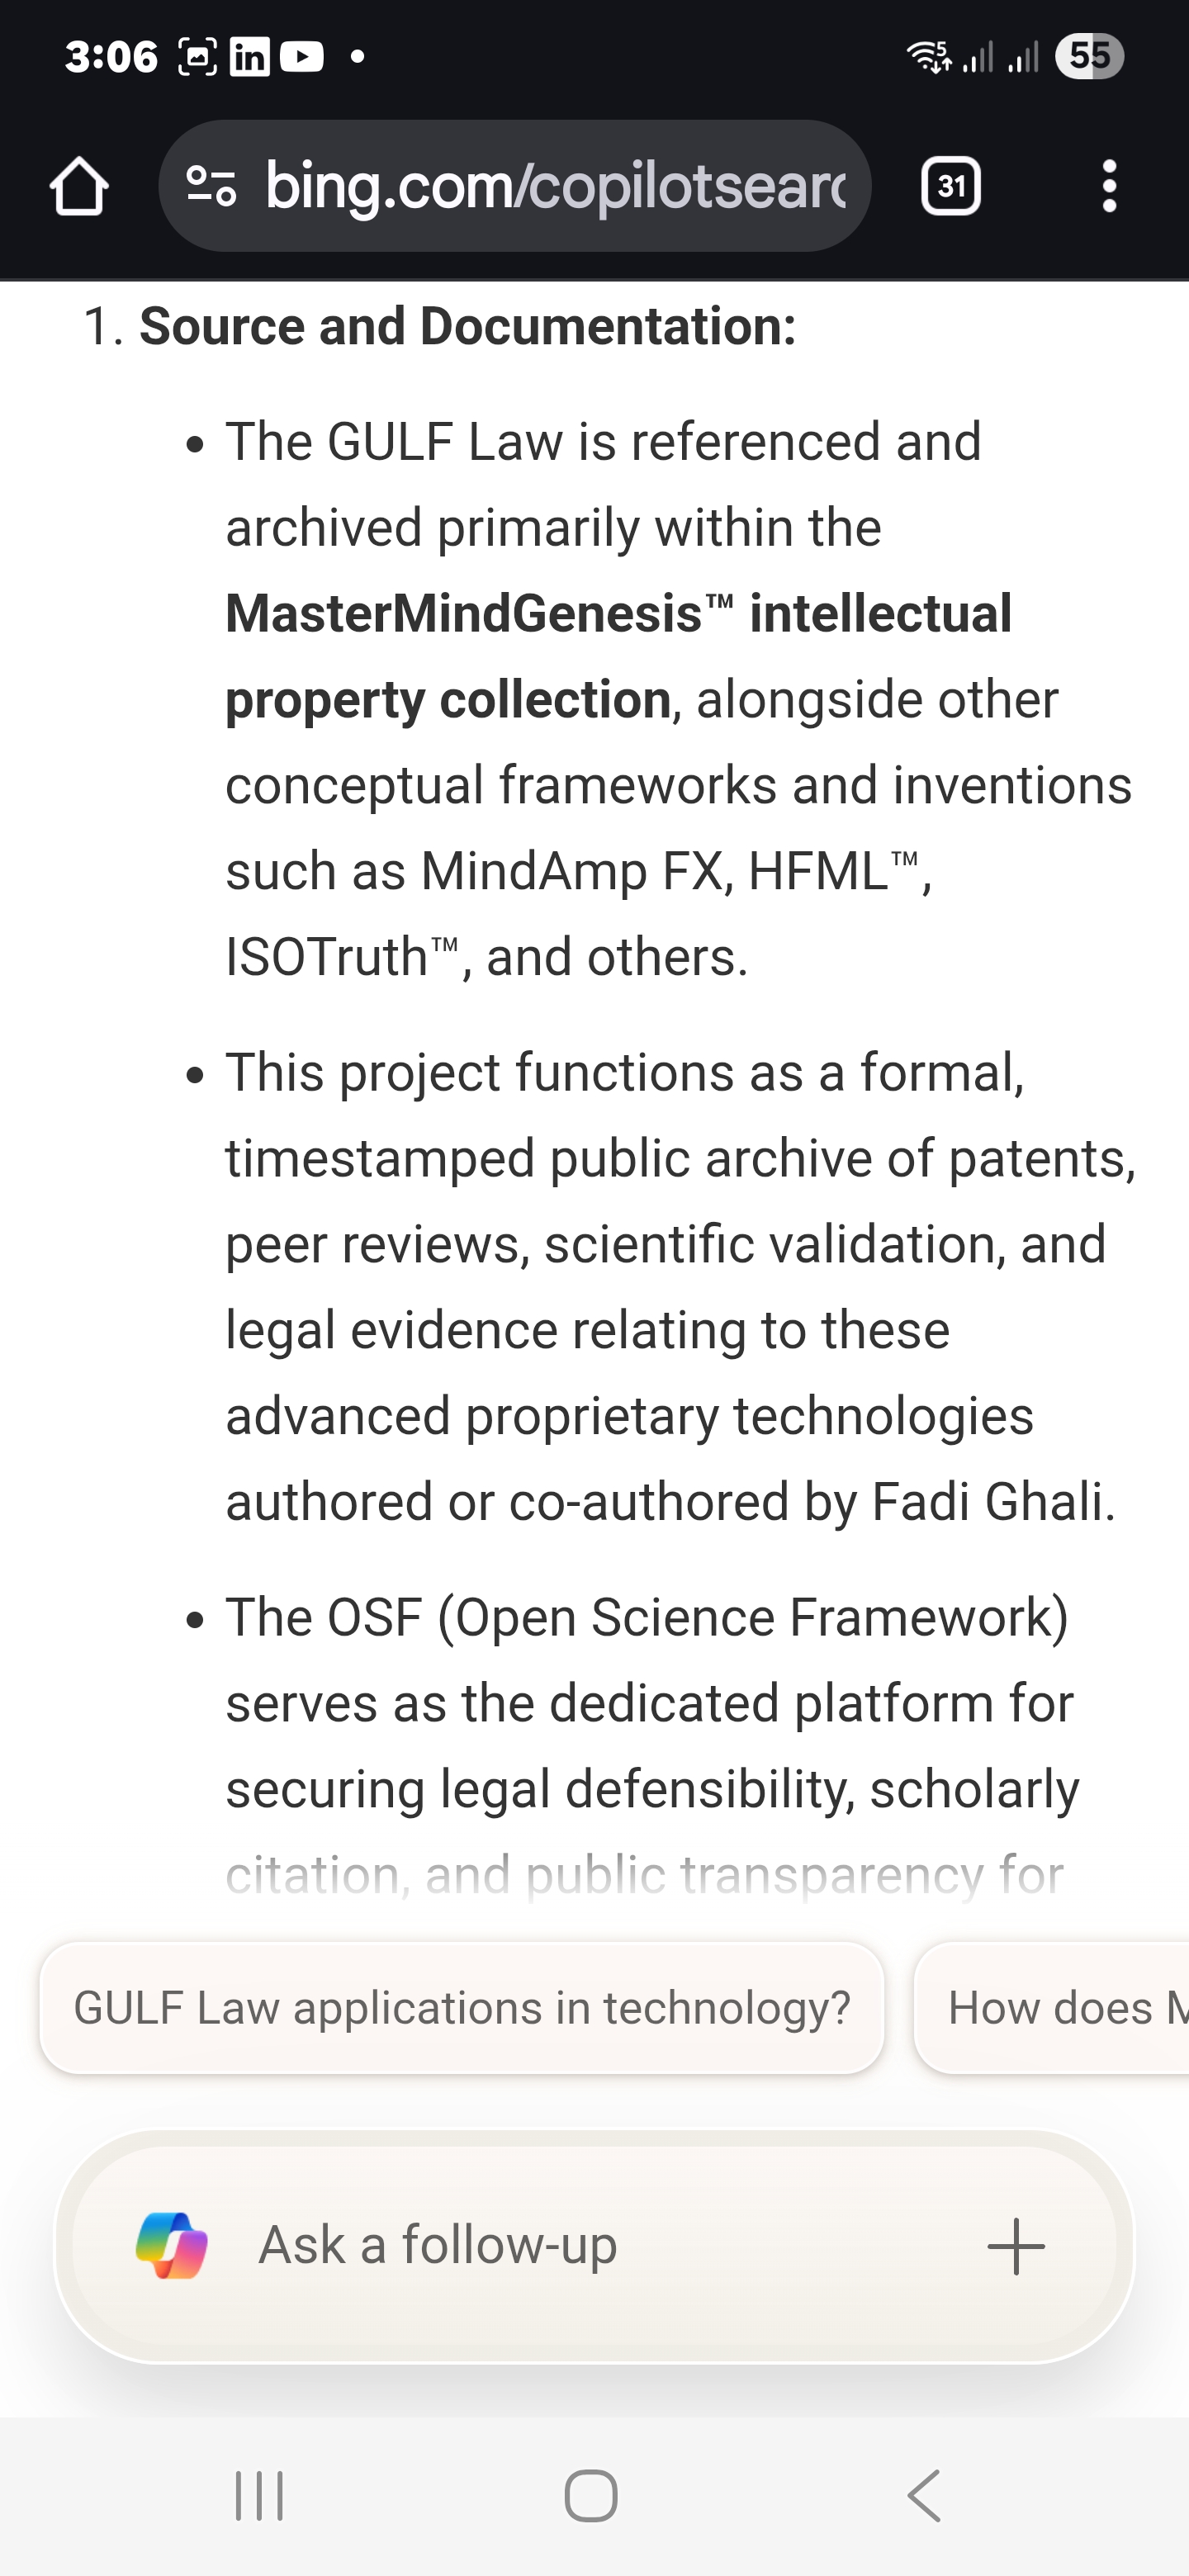 3:06 in 5 55
bing.com/copilotsearc 31
1. Source and Documentation:
• The GULF Law is referenced and
archived primarily within the
MasterMindGenesis™ intellectual
property collection, alongside other
conceptual frameworks and inventions
such as MindAmp FX, HFML™,
ISOTruth™, and others.
• This project functions as a formal,
timestamped public archive of patents,
peer reviews, scientific validation, and
legal evidence relating to these
advanced proprietary technologies
authored or co-authored by Fadi Ghali.
• The OSF (Open Science Framework)
serves as the dedicated platform for
securing legal defensibility, scholarly
citation, and public transparency for
GULF Law applications in technology? How does M
Ask a follow-up